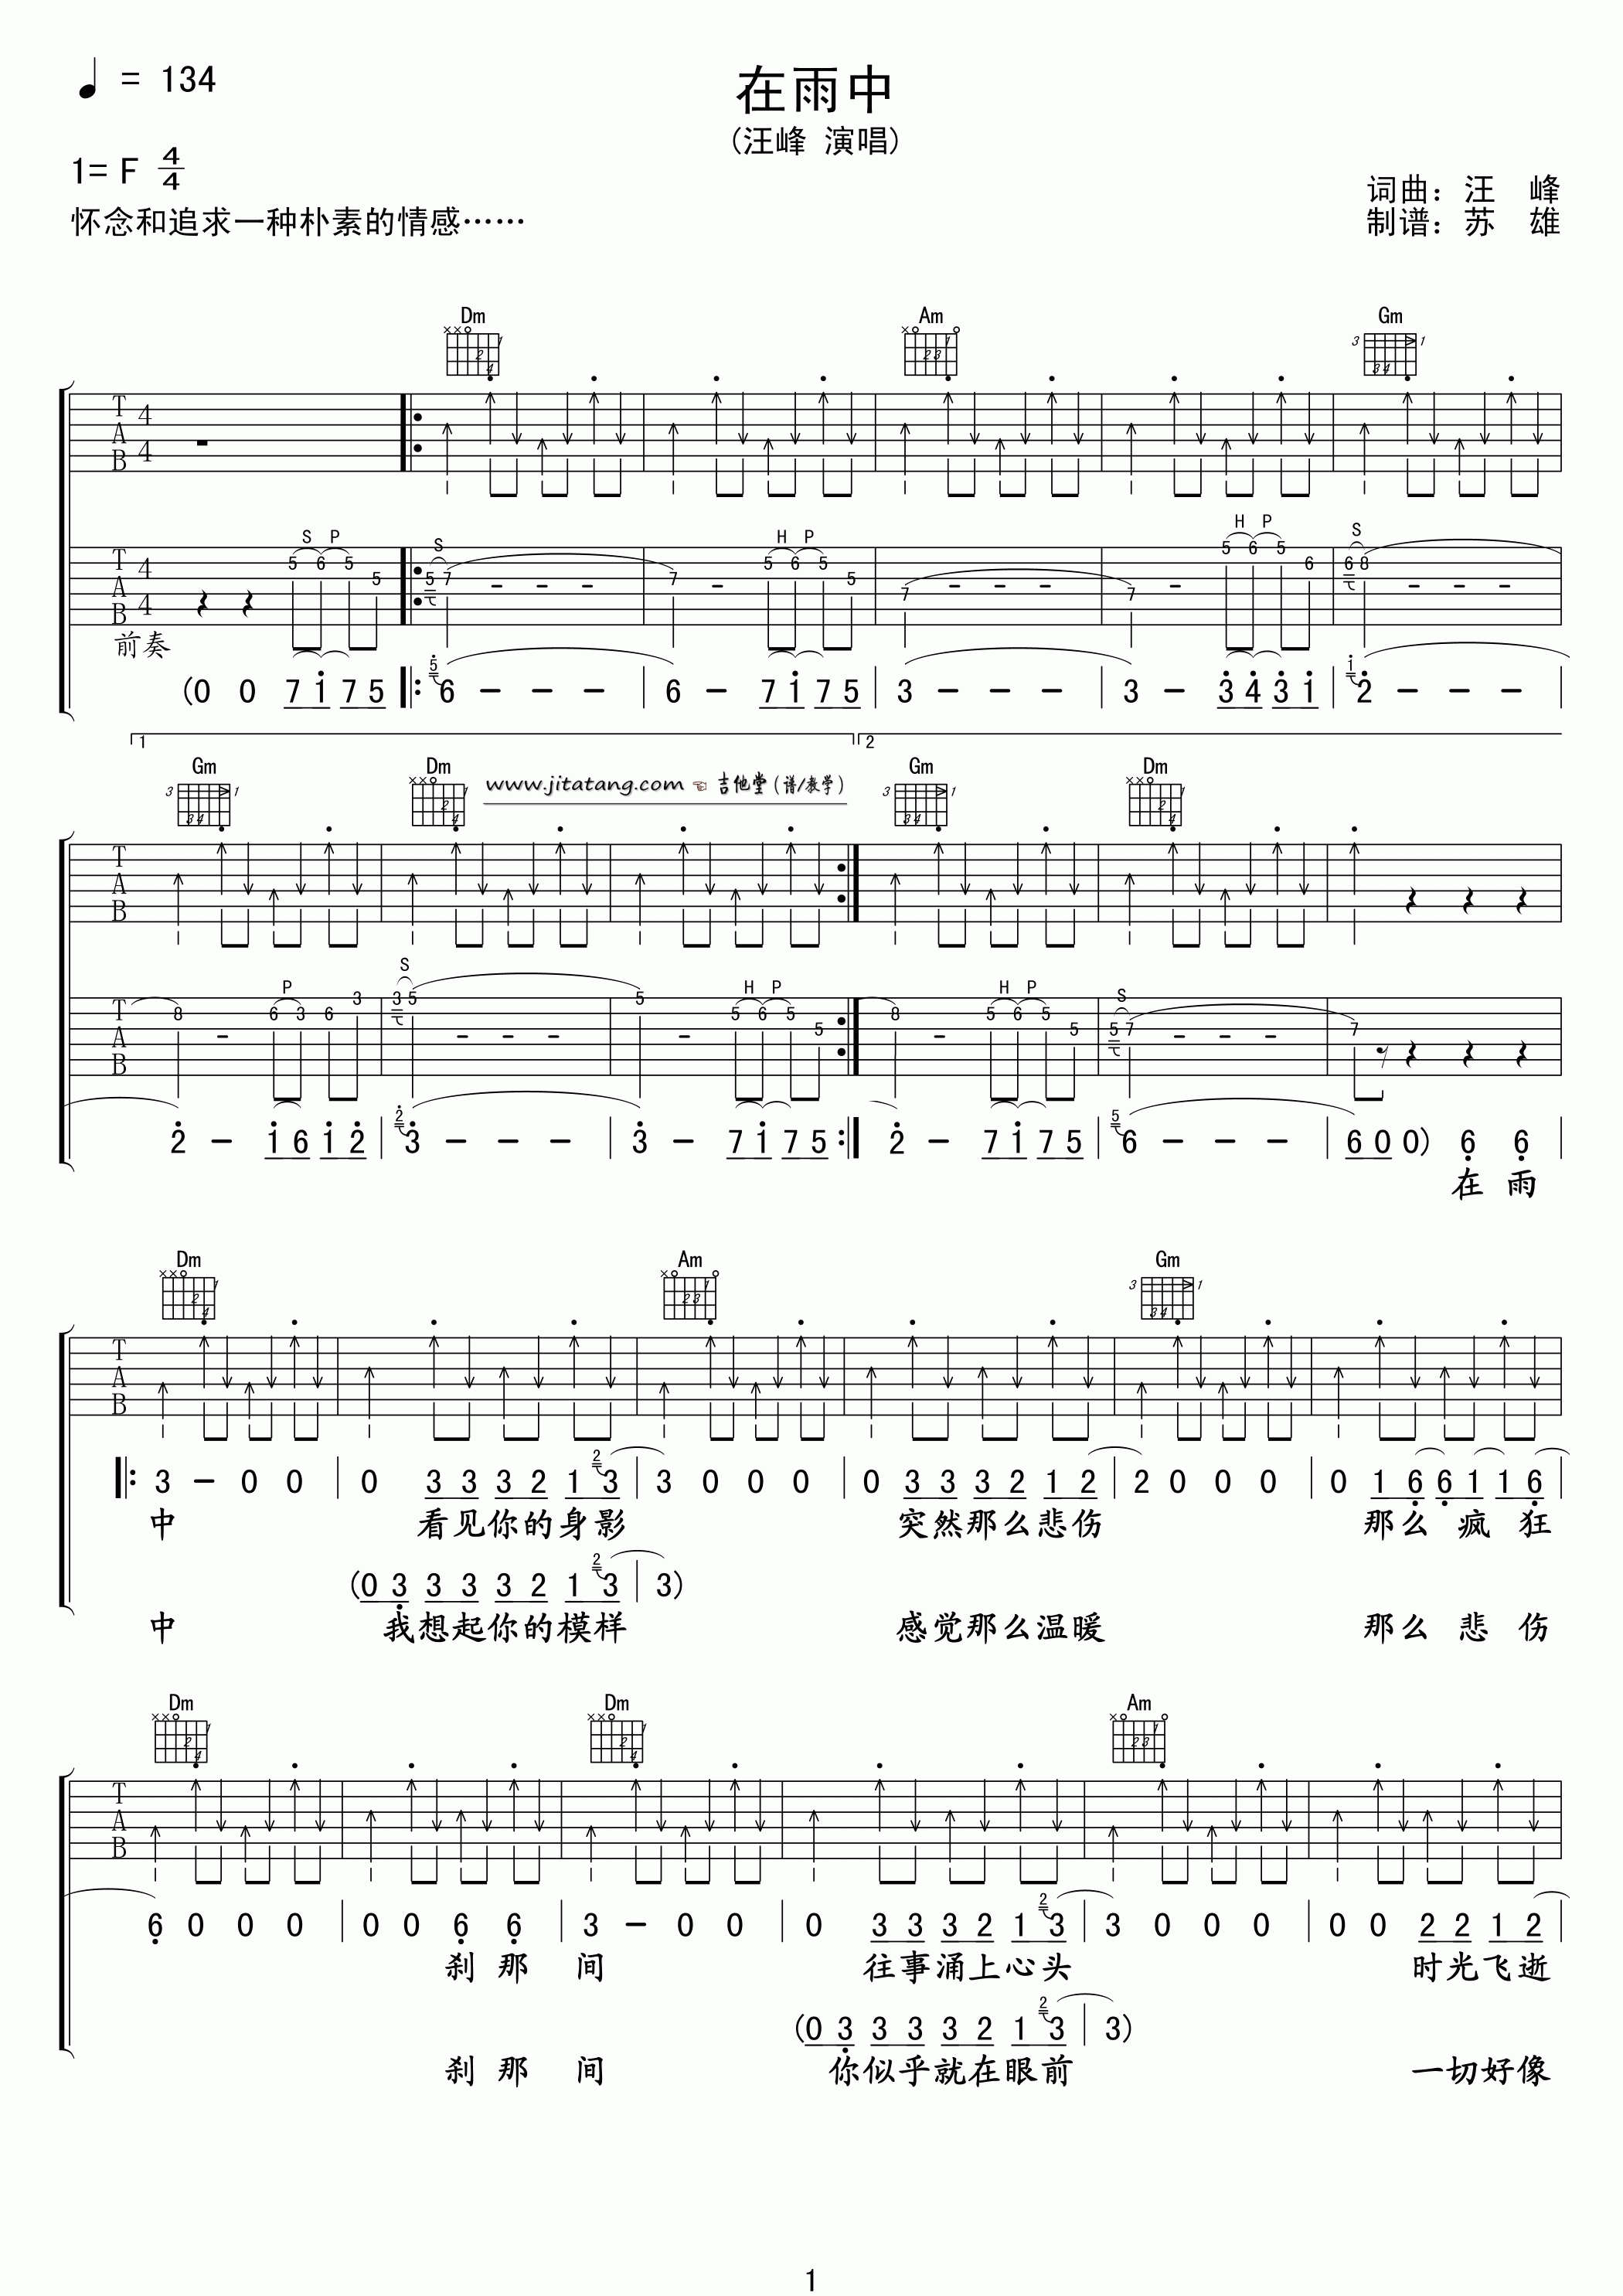 ♩ = 134
在雨中
(汪峰 演唱)
1= F 4/4
词曲：汪 峰
怀念和追求一种朴素的情感……
制谱：苏 雄
Dm Am Gm
T A B 4/4
S P S H P H P S
T A B 4/4
5 6 5 5 5 7 7 5 6 5 5 7 7 5 6 5 6 6 8
前奏
(0 0 7 1 7 5 5 6 - - - 6 - 7 1 7 5 3 - - - 3 - 3 4 3 1 1 2 - - -
1 2
Gm Dm www.jitatang.com ☜ 吉他堂(谱/教学) Gm Dm
T A B
P S H P H P S
T A B
8 6 3 6 3 3 5 5 5 6 5 5 8 5 6 5 5 5 7 7
2 - 1 6 1 2 2 3 - - - 3 - 7 1 7 5 2 - 7 1 7 5 5 6 - - - 6 0 0) 6 6
在 雨
Dm Am Gm
T A B
3 - 0 0 0 3 3 3 2 1 2 3 3 0 0 0 0 3 3 3 2 1 2 2 0 0 0 0 1 6 6 1 1 6
中 看见你的身影 突然那么悲伤 那么 疯 狂
(0 3 3 3 3 2 1 2 3 3)
中 我想起你的模样 感觉那么温暖 那么 悲 伤
Dm Dm Am
T A B
6 0 0 0 0 0 6 6 3 - 0 0 0 3 3 3 2 1 2 3 3 0 0 0 0 0 2 2 1 2
刹 那 间 往事涌上心头 时光飞逝
(0 3 3 3 3 2 1 2 3 3)
刹 那 间 你似乎就在眼前 一切好像
1